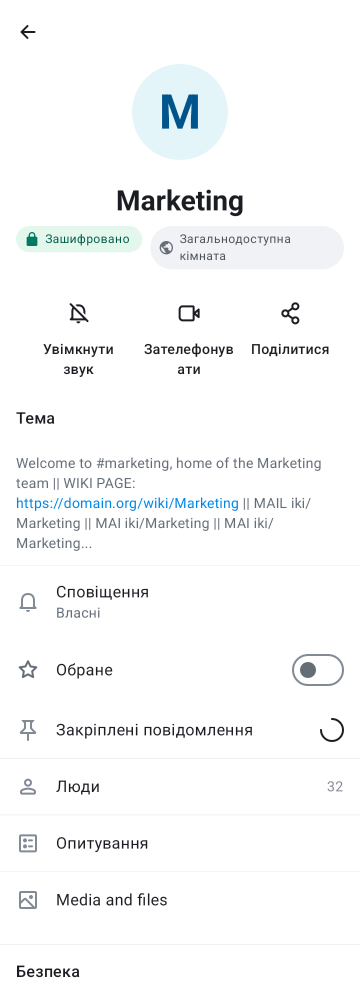 M
Marketing
Зашифровано
Загальнодоступна
кімната
Увімкнути
звук
Зателефонув
ати
Поділитися
Тема
Welcome to #marketing, home of the Marketing
team || WIKI PAGE:
https://domain.org/wiki/Marketing || MAIL iki/
Marketing || MAI iki/Marketing || MAI iki/
Marketing...
Сповіщення
Власні
Обране
Закріплені повідомлення
Люди
32
Опитування
Media and files
Безпека